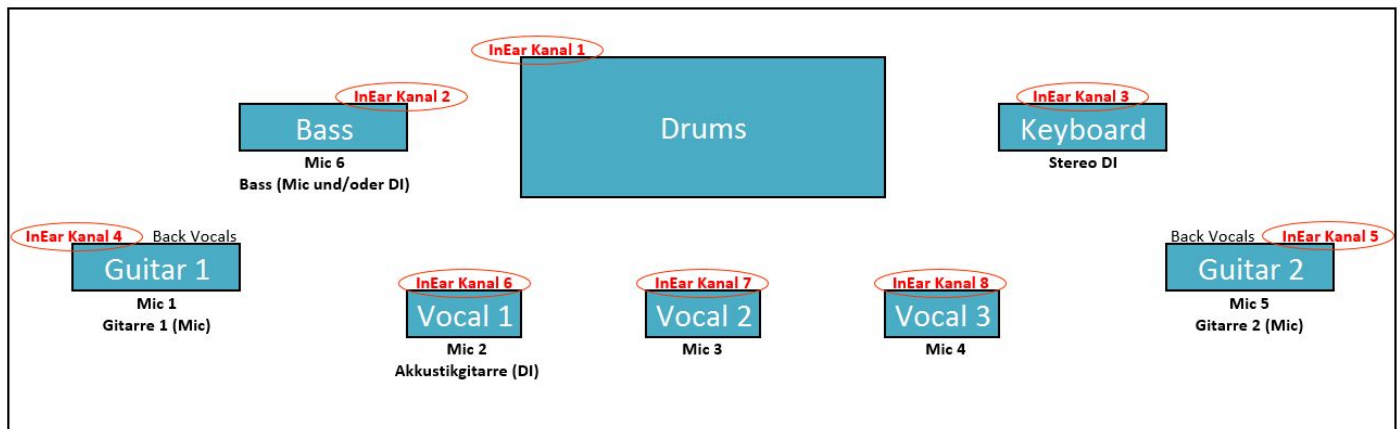 InEar Kanal 1
InEar Kanal 2
InEar Kanal 3
Bass
Drums
Keyboard
Mic 6
Stereo DI
Bass (Mic und/oder DI)
InEar Kanal 4
Back Vocals
Back Vocals
InEar Kanal 5
Guitar 1
Guitar 2
InEar Kanal 6
InEar Kanal 7
InEar Kanal 8
Mic 1
Mic 5
Vocal 1
Vocal 2
Vocal 3
Gitarre 1 (Mic)
Gitarre 2 (Mic)
Mic 2
Mic 3
Mic 4
Akkustikgitarre (DI)